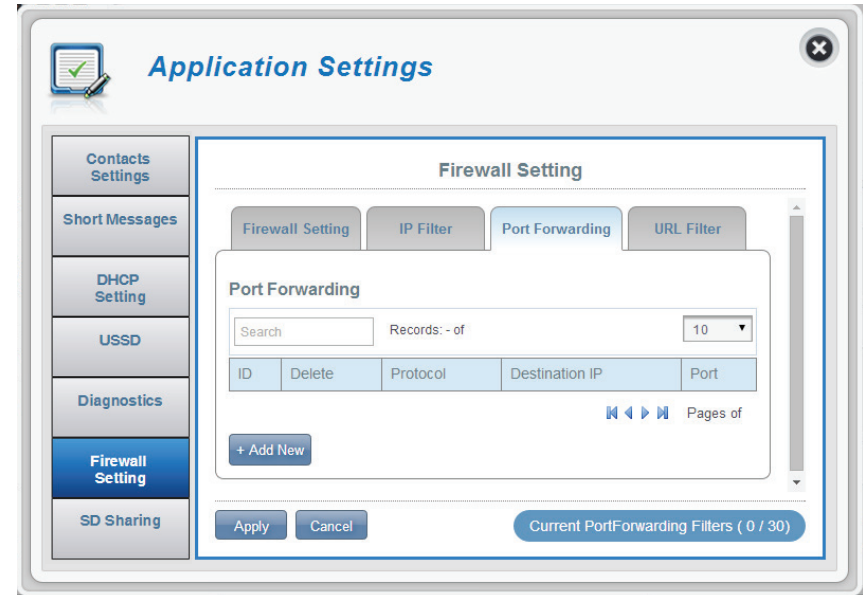 Application Settings
Contacts
Settings
Short Messages
DHCP
Setting
USSD
Diagnostics
Firewall
Setting
SD Sharing
Firewall Setting
Firewall Setting IP Filter Port Forwarding URL Filter
Port Forwarding
Search Records: - of 10
ID Delete Protocol Destination IP Port
Pages of
+ Add New
Apply Cancel Current PortForwarding Filters ( 0 / 30)